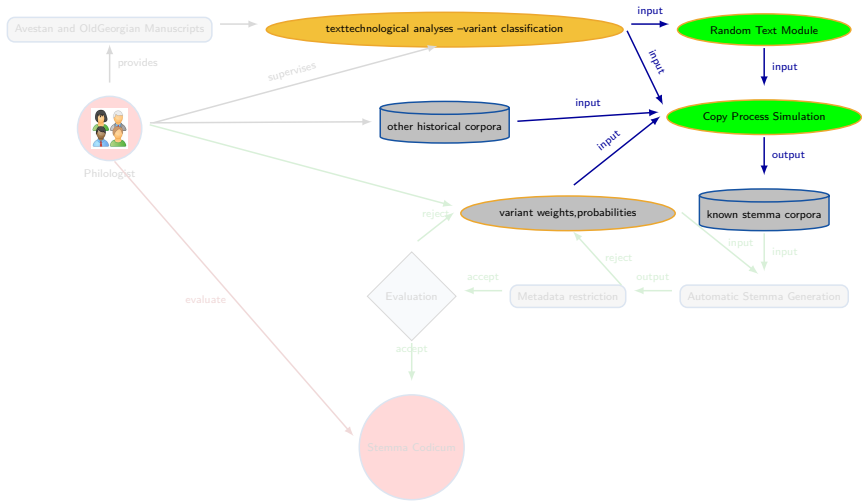 input
Avestan and OldGeorgian Manuscripts
texttechnological analyses –variant classification
Random Text Module
provides
supervises
input
input
input
other historical corpora
Copy Process Simulation
input
output
Philologist
reject
variant weights,probabilities
known stemma corpora
input
input
reject
Evaluation
accept
Metadata restriction
output
Automatic Stemma Generation
evaluate
accept
Stemma Codicum